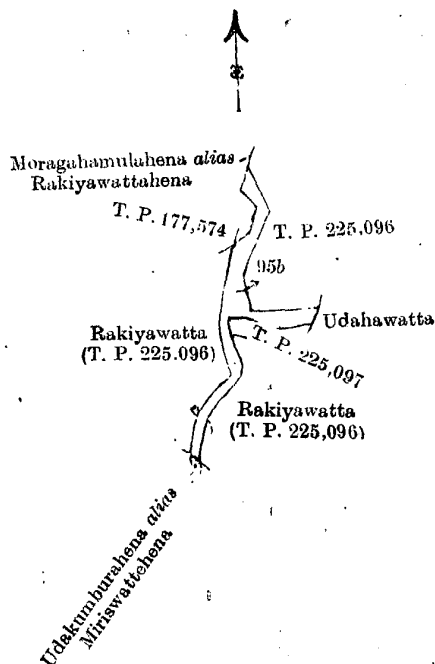 Moragahamulahena alias
Rakiyawattahena
T. P. 177,574
T. P. 225,096
95b
Udahawatta
Rakiyawatta
(T. P. 225.096)
T. P. 225,097
Rakiyawatta
(T. P. 225,096)
Udakumburahena alias
Miriswattehena